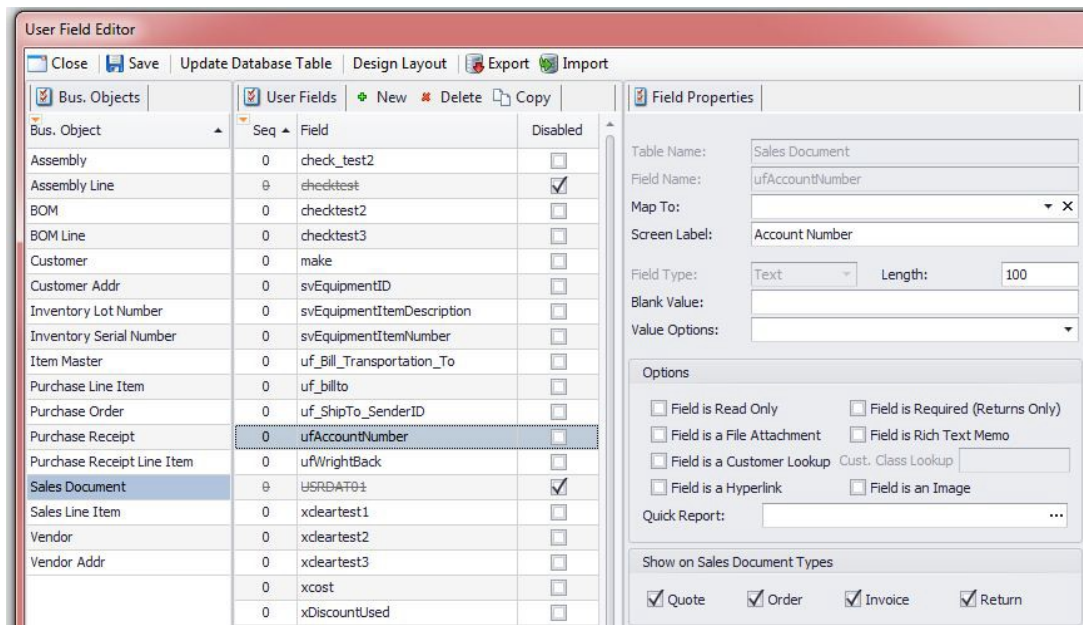 User Field Editor
Close Save Update Database Table Design Layout Export Import
Bus. Objects User Fields New Delete Copy Field Properties
Bus. Object Seq Field Disabled
Assembly 0 check_test2
Table Name: Sales Document
Assembly Line 0 checktest
Field Name: ufAccountNumber
BOM 0 checktest2
Map To:
BOM Line 0 checktest3
Screen Label: Account Number
Customer 0 make
Customer Addr 0 svEquipmentID
Field Type: Text Length: 100
Inventory Lot Number 0 svEquipmentItemDescription
Blank Value:
Inventory Serial Number 0 svEquipmentItemNumber
Value Options:
Item Master 0 uf_Bill_Transportation_To
Options
Purchase Line Item 0 uf_billto
Purchase Order 0 uf_ShipTo_SenderID
Field is Read Only Field is Required (Returns Only)
Purchase Receipt 0 ufAccountNumber
Field is a File Attachment Field is Rich Text Memo
Purchase Receipt Line Item 0 ufWrightBack
Field is a Customer Lookup Cust. Class Lookup
Sales Document 0 USRDAT01
Field is a Hyperlink Field is an Image
Sales Line Item 0 xcleartest1
Quick Report: ...
Vendor 0 xcleartest2
Vendor Addr 0 xcleartest3
Show on Sales Document Types
0 xcost
Quote Order Invoice Return
0 xDiscountUsed